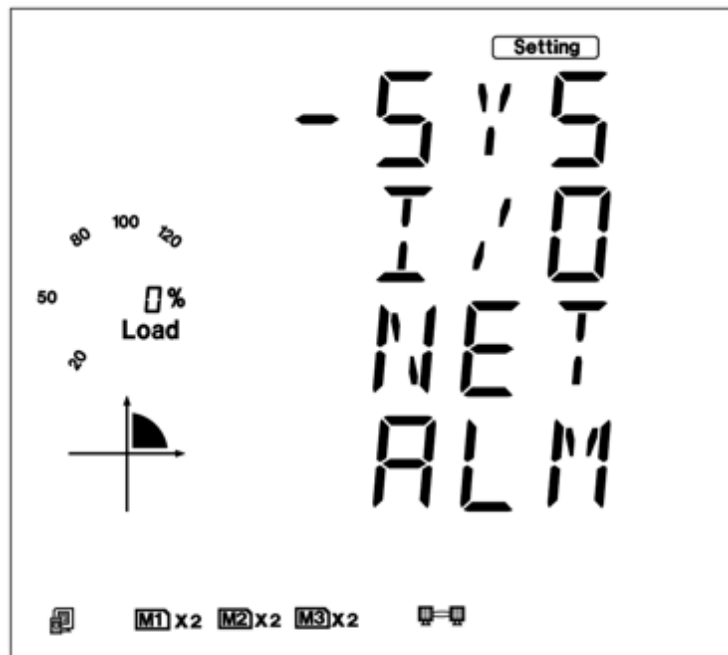 Setting
- SYS
I/O
NET
ALM
80 100 120
50 0%
Load
20
M1 X2 M2 X2 M3 X2